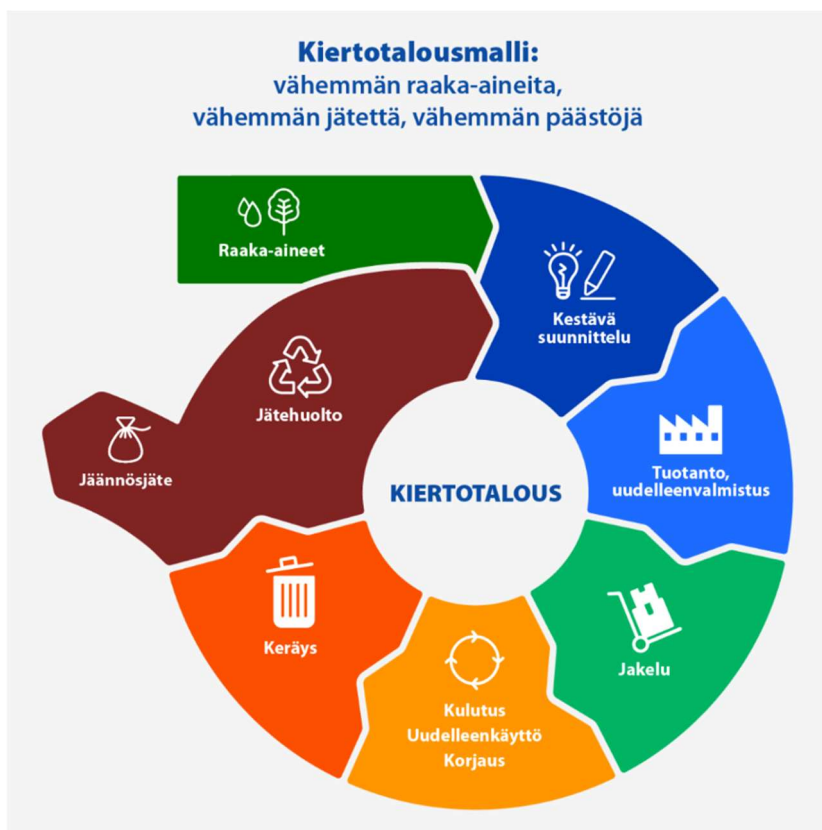 Kiertotalousmalli:
vähemmän raaka-aineita,
vähemmän jätettä, vähemmän päästöjä
Raaka-aineet
Kestävä
suunnittelu
Tuotanto,
uudelleenvalmistus
Jakelu
Kulutus
Uudelleenkäyttö
Korjaus
Keräys
Jätehuolto
Jäännösjäte
KIERTOTALOUS